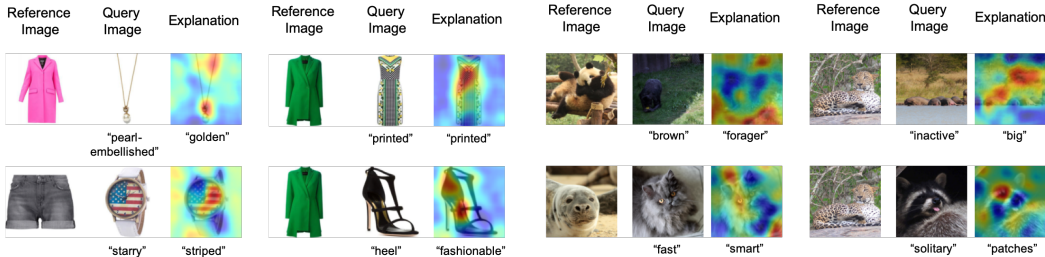 Reference Image Query Image Explanation Reference Image Query Image Explanation Reference Image Query Image Explanation Reference Image Query Image Explanation
"pearl-embellished" "golden" "printed" "printed" "brown" "forager" "inactive" "big"
"starry" "striped" "heel" "fashionable" "fast" "smart" "solitary" "patches"